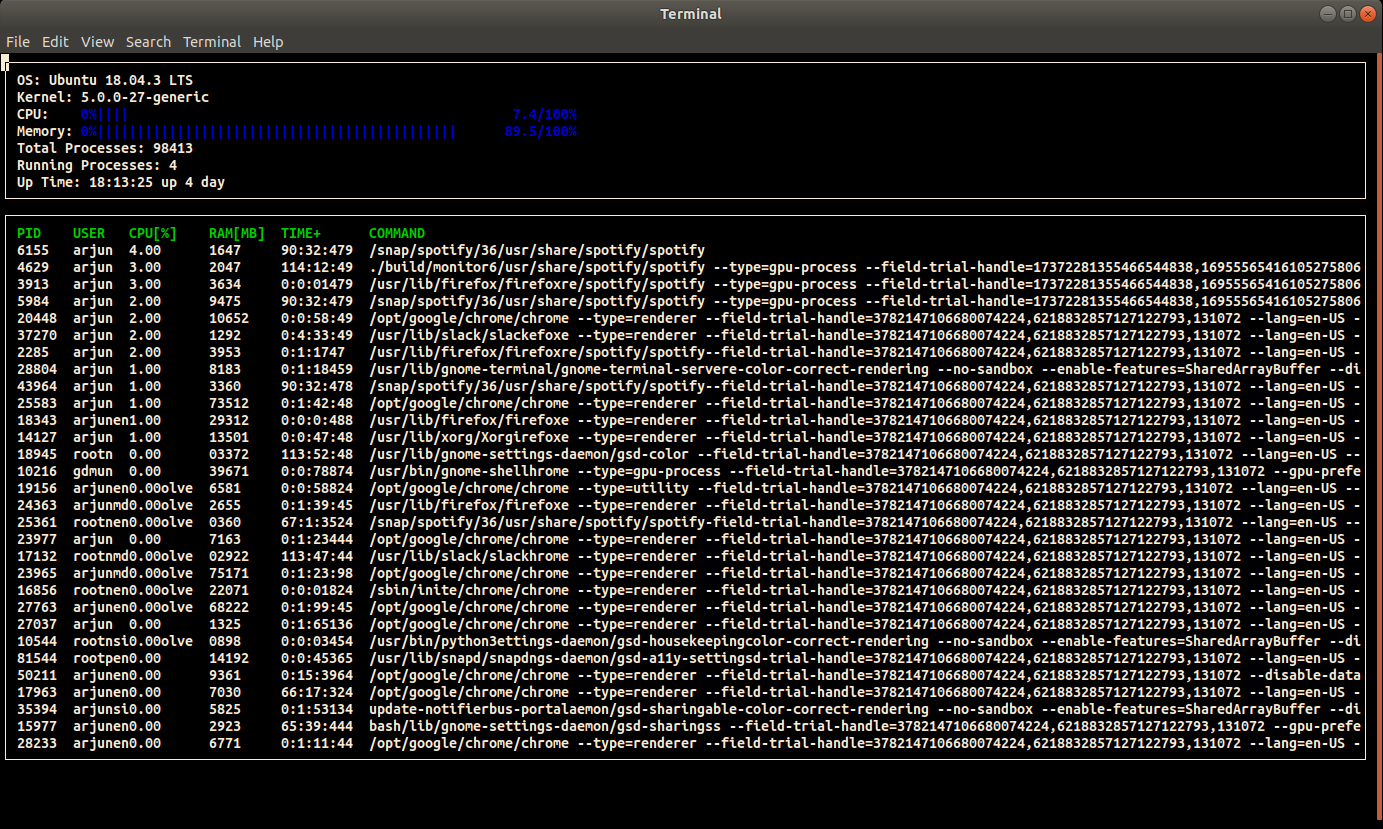 Terminal
File Edit View Search Terminal Help
OS: Ubuntu 18.04.3 LTS
Kernel: 5.0.0-27-generic
CPU: 0%|||| 7.4/100%
Memory: 0%||||||||||||||||||||||||||||||||||||||||||||| 89.5/100%
Total Processes: 98413
Running Processes: 4
Up Time: 18:13:25 up 4 day
PID USER CPU[%] RAM[MB] TIME+ COMMAND
6155 arjun 4.00 1647 90:32:479 /snap/spotify/36/usr/share/spotify/spotify
4629 arjun 3.00 2047 114:12:49 ./build/monitor6/usr/share/spotify/spotify --type=gpu-process --field-trial-handle=17372281355466544838,16955565416105275806
3913 arjun 3.00 3634 0:0:01479 /usr/lib/firefox/firefoxre/spotify/spotify --type=gpu-process --field-trial-handle=17372281355466544838,16955565416105275806
5984 arjun 2.00 9475 90:32:479 /snap/spotify/36/usr/share/spotify/spotify --type=gpu-process --field-trial-handle=17372281355466544838,16955565416105275806
20448 arjun 2.00 10652 0:0:58:49 /opt/google/chrome/chrome --type=renderer --field-trial-handle=3782147106680074224,6218832857127122793,131072 --lang=en-US -
37270 arjun 2.00 1292 0:4:33:49 /usr/lib/slack/slackefoxe --type=renderer --field-trial-handle=3782147106680074224,6218832857127122793,131072 --lang=en-US -
2285 arjun 2.00 3953 0:1:1747 /usr/lib/firefox/firefoxre/spotify/spotify--field-trial-handle=3782147106680074224,6218832857127122793,131072 --lang=en-US -
28804 arjun 1.00 8183 0:1:18459 /usr/lib/gnome-terminal/gnome-terminal-servere-color-correct-rendering --no-sandbox --enable-features=SharedArrayBuffer --di
43964 arjun 1.00 3360 90:32:478 /snap/spotify/36/usr/share/spotify/spotify--field-trial-handle=3782147106680074224,6218832857127122793,131072 --lang=en-US -
25583 arjun 1.00 73512 0:1:42:48 /opt/google/chrome/chrome --type=renderer --field-trial-handle=3782147106680074224,6218832857127122793,131072 --lang=en-US -
18343 arjunen1.00 29312 0:0:0:488 /usr/lib/firefox/firefoxe --type=renderer --field-trial-handle=3782147106680074224,6218832857127122793,131072 --lang=en-US -
14127 arjun 1.00 13501 0:0:47:48 /usr/lib/xorg/Xorgirefoxe --type=renderer --field-trial-handle=3782147106680074224,6218832857127122793,131072 --lang=en-US -
18945 rootn 0.00 03372 113:52:48 /usr/lib/gnome-settings-daemon/gsd-color --field-trial-handle=3782147106680074224,6218832857127122793,131072 --lang=en-US --
10216 gdmun 0.00 39671 0:0:78874 /usr/bin/gnome-shellhrome --type=gpu-process --field-trial-handle=3782147106680074224,6218832857127122793,131072 --gpu-prefe
19156 arjunen0.00olve 6581 0:0:58824 /opt/google/chrome/chrome --type=utility --field-trial-handle=3782147106680074224,6218832857127122793,131072 --lang=en-US --
24363 arjunmd0.00olve 2655 0:1:39:45 /usr/lib/firefox/firefoxe --type=renderer --field-trial-handle=3782147106680074224,6218832857127122793,131072 --lang=en-US -
25361 rootnen0.00olve 0360 67:1:3524 /snap/spotify/36/usr/share/spotify/spotify-field-trial-handle=3782147106680074224,6218832857127122793,131072 --lang=en-US --
23977 arjun 0.00 7163 0:1:23444 /opt/google/chrome/chrome --type=renderer --field-trial-handle=3782147106680074224,6218832857127122793,131072 --lang=en-US -
17132 rootnmd0.00olve 02922 113:47:44 /usr/lib/slack/slackhrome --type=renderer --field-trial-handle=3782147106680074224,6218832857127122793,131072 --lang=en-US -
23965 arjunmd0.00olve 75171 0:1:23:98 /opt/google/chrome/chrome --type=renderer --field-trial-handle=3782147106680074224,6218832857127122793,131072 --lang=en-US -
16856 rootnen0.00olve 22071 0:0:01824 /sbin/inite/chrome/chrome --type=renderer --field-trial-handle=3782147106680074224,6218832857127122793,131072 --lang=en-US -
27763 arjunen0.00olve 68222 0:1:99:45 /opt/google/chrome/chrome --type=renderer --field-trial-handle=3782147106680074224,6218832857127122793,131072 --lang=en-US -
27037 arjun 0.00 1325 0:1:65136 /opt/google/chrome/chrome --type=renderer --field-trial-handle=3782147106680074224,6218832857127122793,131072 --lang=en-US -
10544 rootnsi0.00olve 0898 0:0:03454 /usr/bin/python3ettings-daemon/gsd-housekeepingcolor-correct-rendering --no-sandbox --enable-features=SharedArrayBuffer --di
81544 rootpen0.00 14192 0:0:45365 /usr/lib/snapd/snapdngs-daemon/gsd-a11y-settingsd-trial-handle=3782147106680074224,6218832857127122793,131072 --lang=en-US -
50211 arjunen0.00 9361 0:15:3964 /opt/google/chrome/chrome --type=renderer --field-trial-handle=3782147106680074224,6218832857127122793,131072 --disable-data
17963 arjunen0.00 7030 66:17:324 /opt/google/chrome/chrome --type=renderer --field-trial-handle=3782147106680074224,6218832857127122793,131072 --lang=en-US -
35394 arjunsi0.00 5825 0:1:53134 update-notifierbus-portalaemon/gsd-sharingable-color-correct-rendering --no-sandbox --enable-features=SharedArrayBuffer --di
15977 arjunen0.00 2923 65:39:444 bash/lib/gnome-settings-daemon/gsd-sharingss --field-trial-handle=3782147106680074224,6218832857127122793,131072 --gpu-prefe
28233 arjunen0.00 6771 0:1:11:44 /opt/google/chrome/chrome --type=renderer --field-trial-handle=3782147106680074224,6218832857127122793,131072 --lang=en-US -